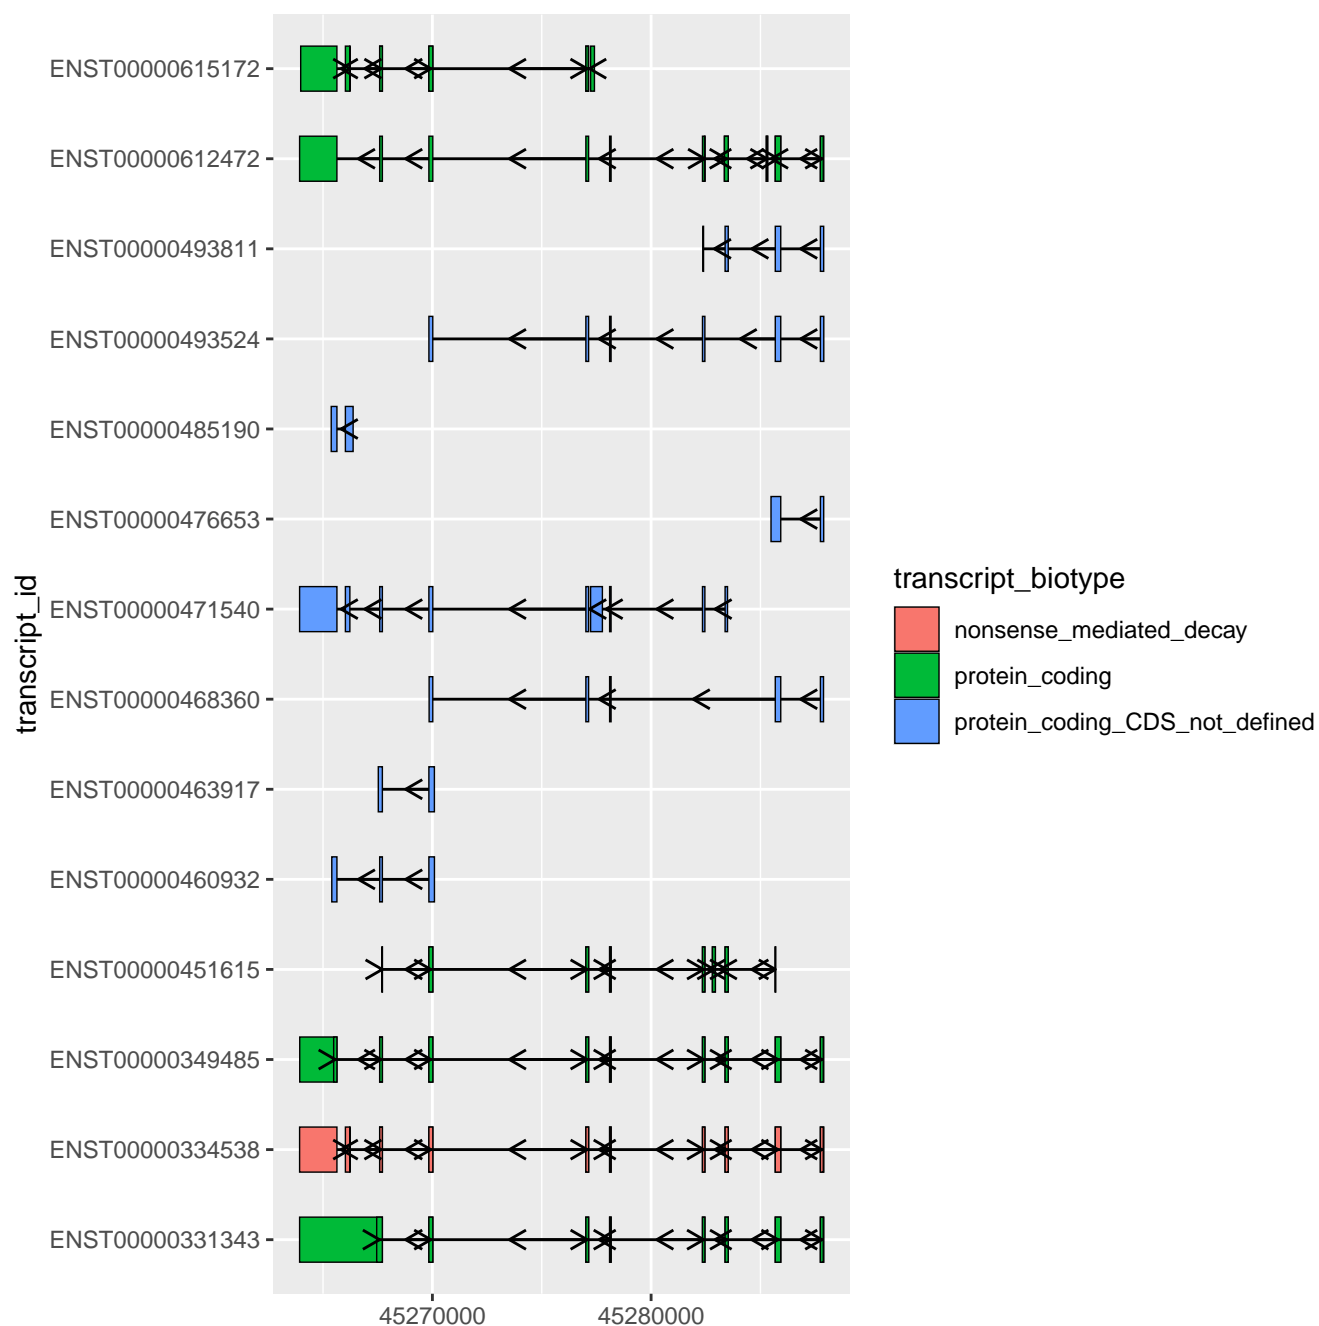 transcript_id
ENST00000615172
ENST00000612472
ENST00000493811
ENST00000493524
ENST00000485190
ENST00000476653
ENST00000471540
ENST00000468360
ENST00000463917
ENST00000460932
ENST00000451615
ENST00000349485
ENST00000334538
ENST00000331343
45270000
45280000
transcript_biotype
nonsense_mediated_decay
protein_coding
protein_coding_CDS_not_defined